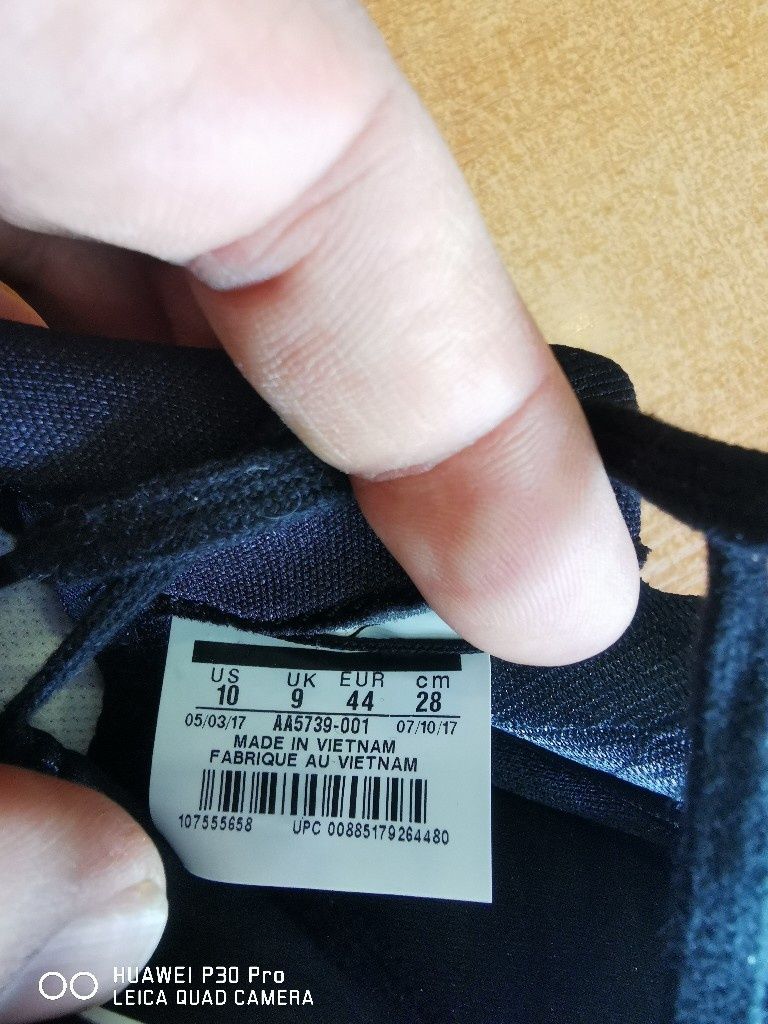 US UK EUR cm
10 9 44 28
05/03/17 AA5739-001 07/10/17
MADE IN VIETNAM
FABRIQUE AU VIETNAM
107555658 UPC 00885179264480
HUAWEI P30 Pro
LEICA QUAD CAMERA